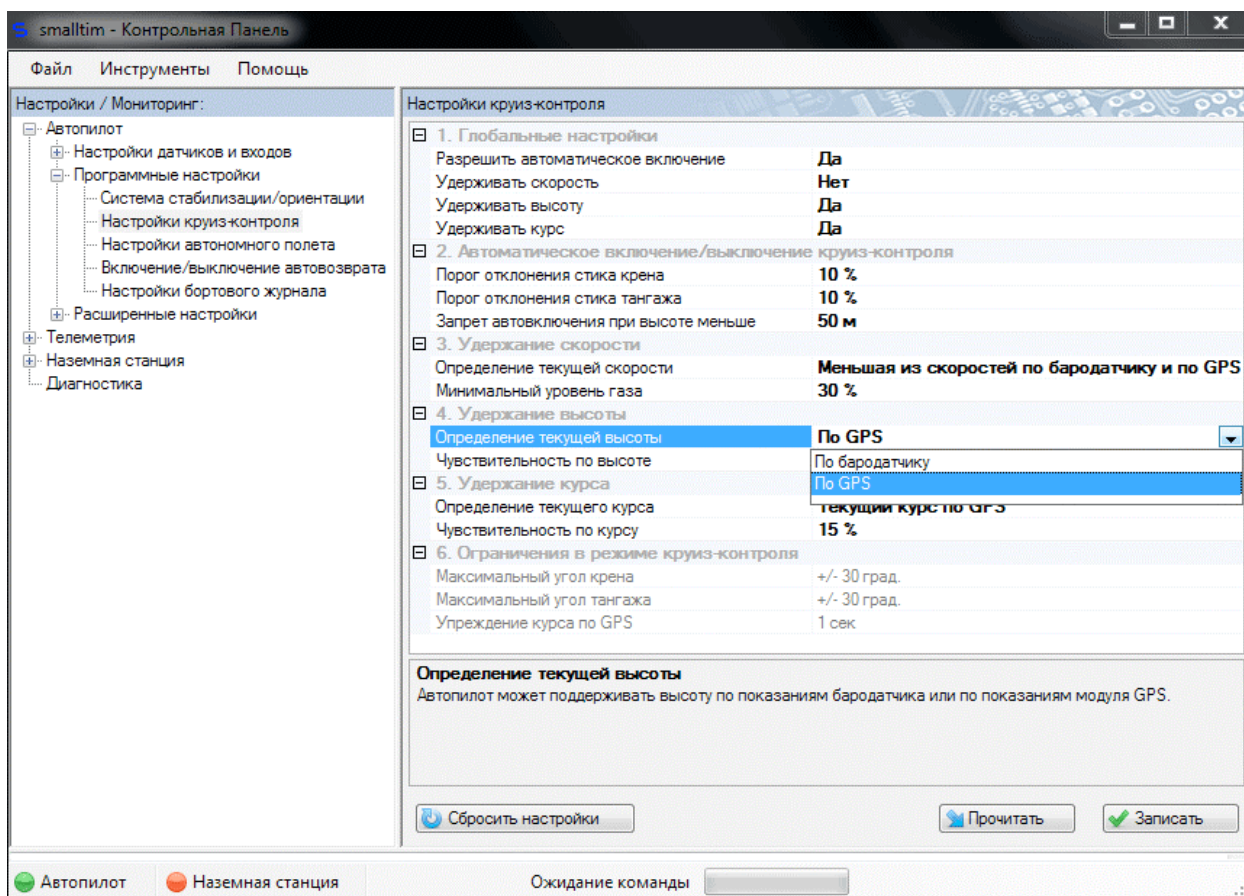 smalltim - Контрольная Панель
Файл Инструменты Помощь
Настройки / Мониторинг:
Автопилот
Настройки датчиков и входов
Программные настройки
Система стабилизации/ориентации
Настройки круиз-контроля
Настройки автономного полета
Включение/выключение автовозврата
Настройки бортового журнала
Расширенные настройки
Телеметрия
Наземная станция
Диагностика
Настройки круиз-контроля
1. Глобальные настройки
Разрешить автоматическое включение Да
Удерживать скорость Нет
Удерживать высоту Да
Удерживать курс Да
2. Автоматическое включение/выключение круиз-контроля
Порог отклонения стика крена 10 %
Порог отклонения стика тангажа 10 %
Запрет автовключения при высоте меньше 50 м
3. Удержание скорости
Определение текущей скорости Меньшая из скоростей по бародатчику и по GPS
Минимальный уровень газа 30 %
4. Удержание высоты
Определение текущей высоты По GPS
Чувствительность по высоте По бародатчику
5. Удержание курса По GPS
Определение текущего курса Текущий курс по GPS
Чувствительность по курсу 15 %
6. Ограничения в режиме круиз-контроля
Максимальный угол крена +/- 30 град.
Максимальный угол тангажа +/- 30 град.
Упреждение курса по GPS 1 сек
Определение текущей высоты
Автопилот может поддерживать высоту по показаниям бародатчика или по показаниям модуля GPS.
Сбросить настройки Прочитать Записать
Автопилот Наземная станция Ожидание команды